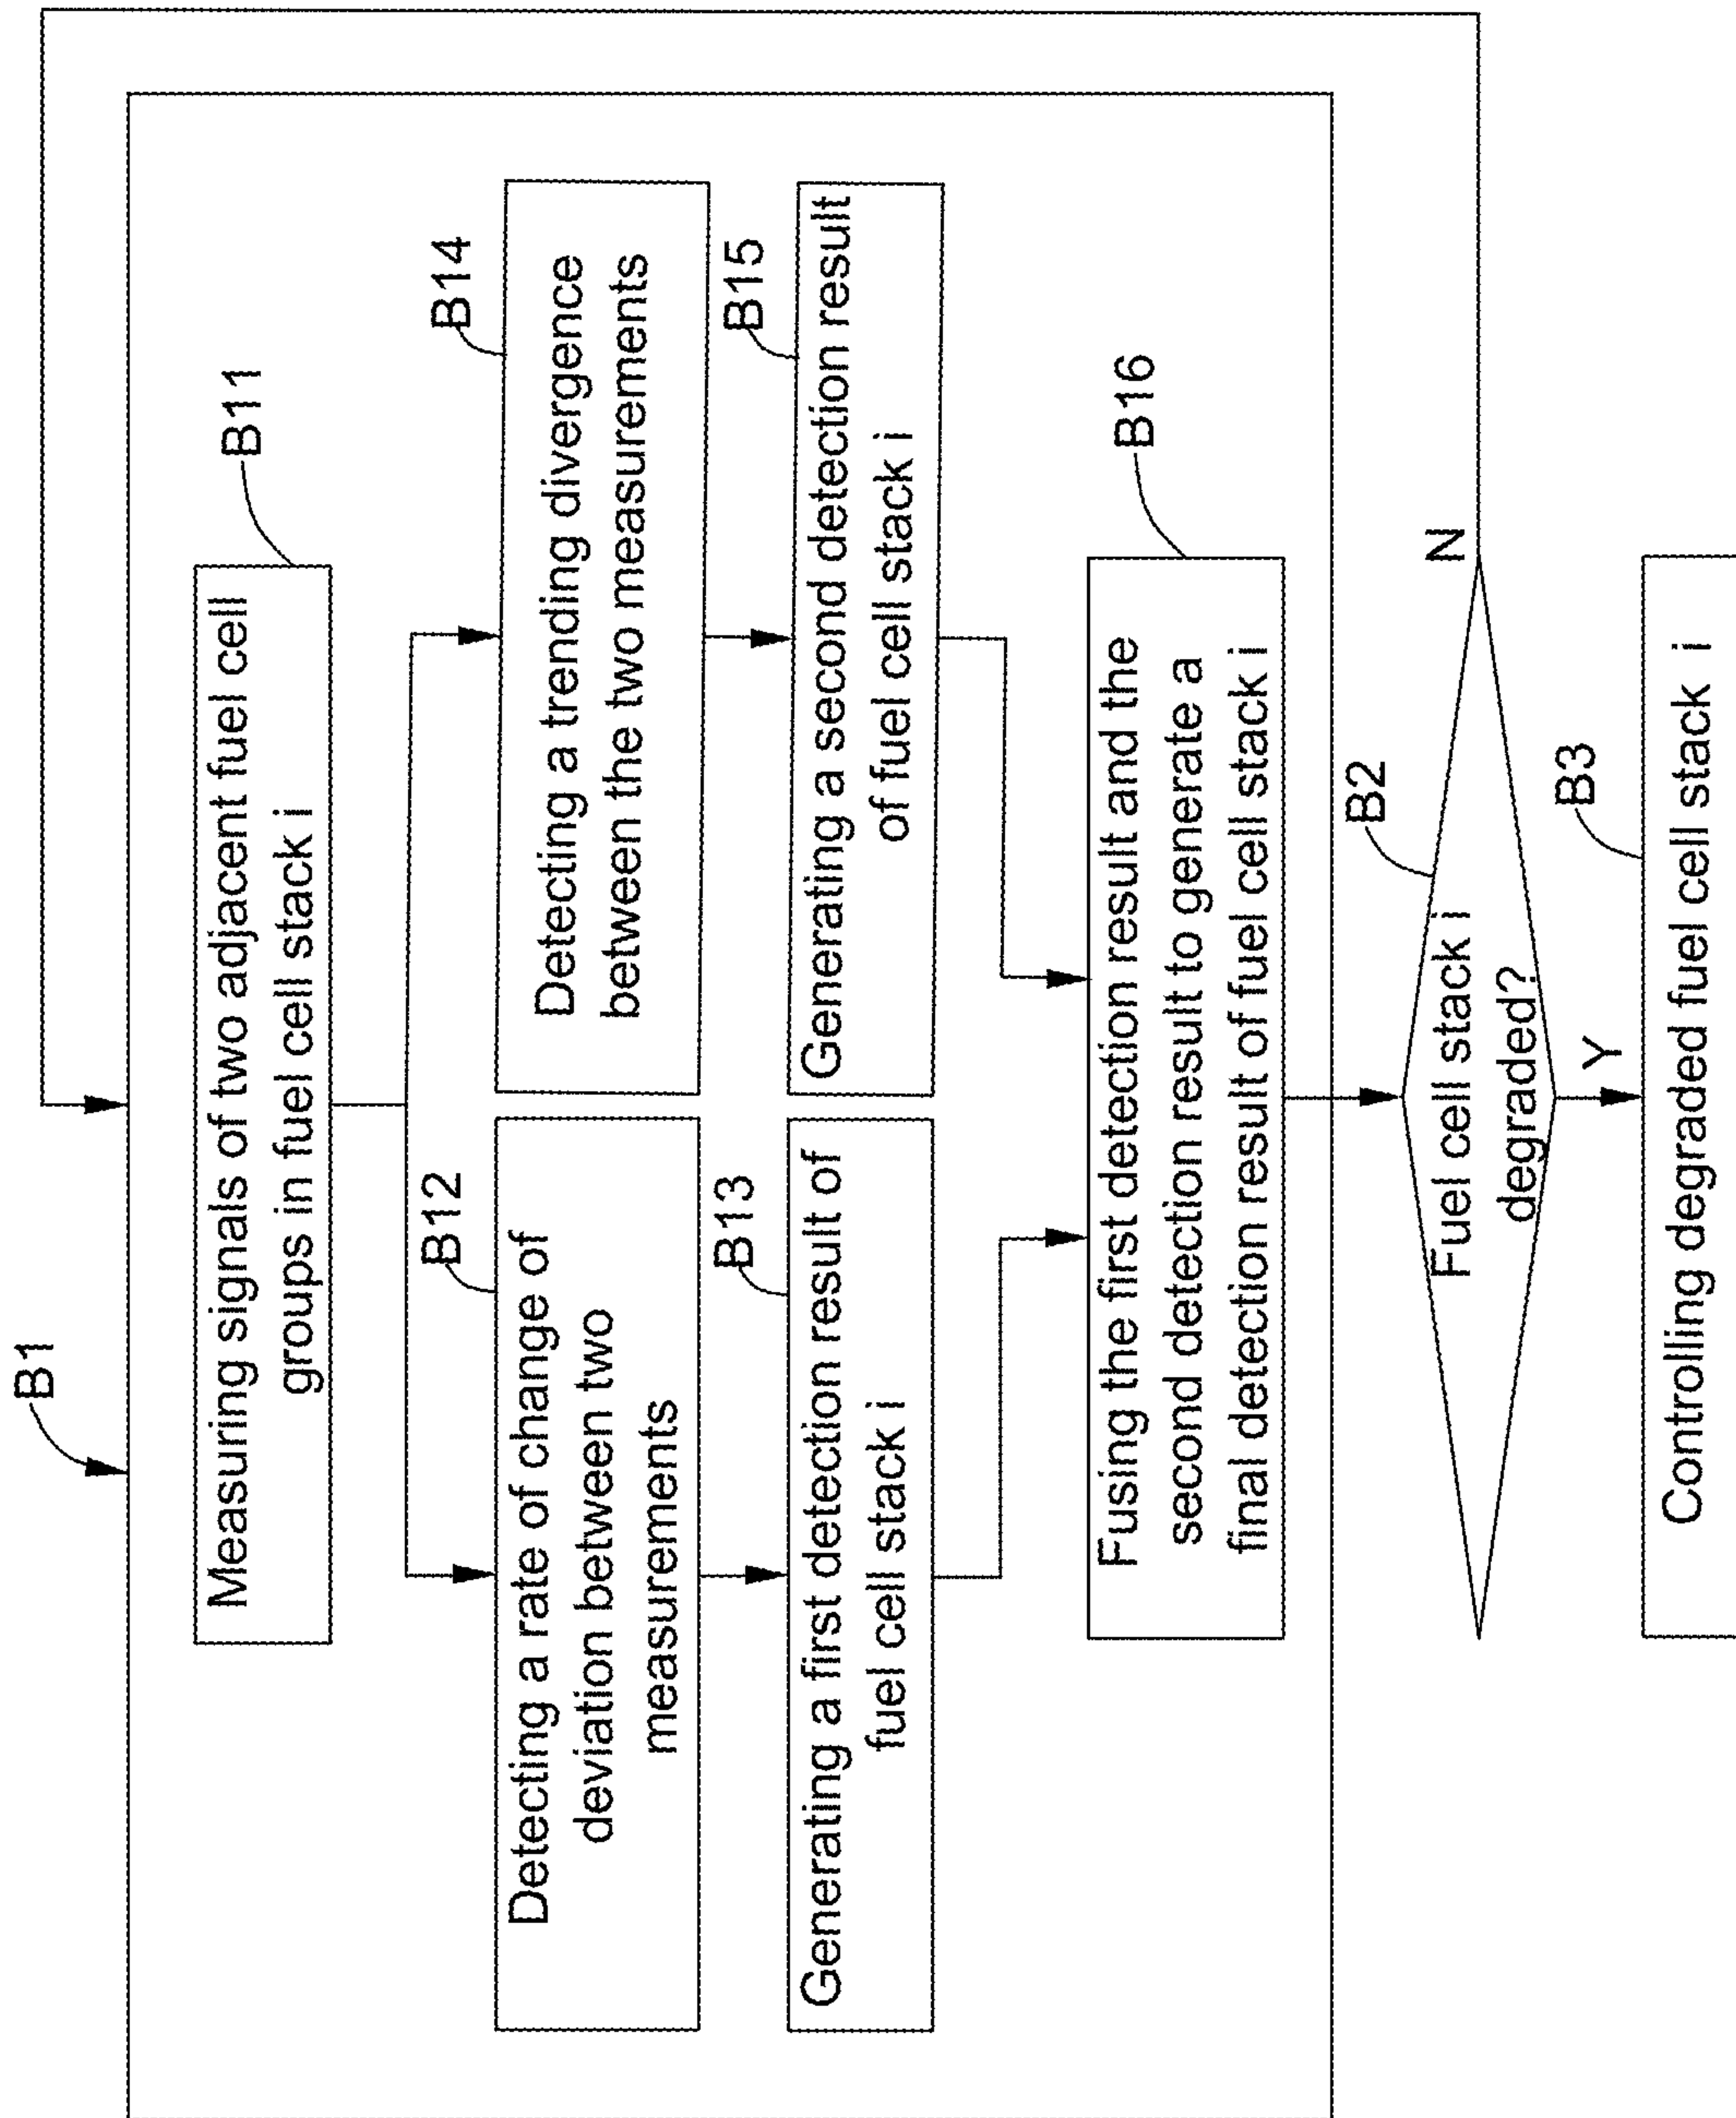 B1
Measuring signals of two adjacent fuel cell
groups in fuel cell stack i
B11
B12
Detecting a rate of change of
deviation between two
measurements
B14
Detecting a trending divergence
between the two measurements
B13
Generating a first detection result of
fuel cell stack i
B15
Generating a second detection result
of fuel cell stack i
B16
Fusing the first detection result and the
second detection result to generate a
final detection result of fuel cell stack i
B2
Fuel cell stack i
degraded?
N
Y
B3
Controlling degraded fuel cell stack i